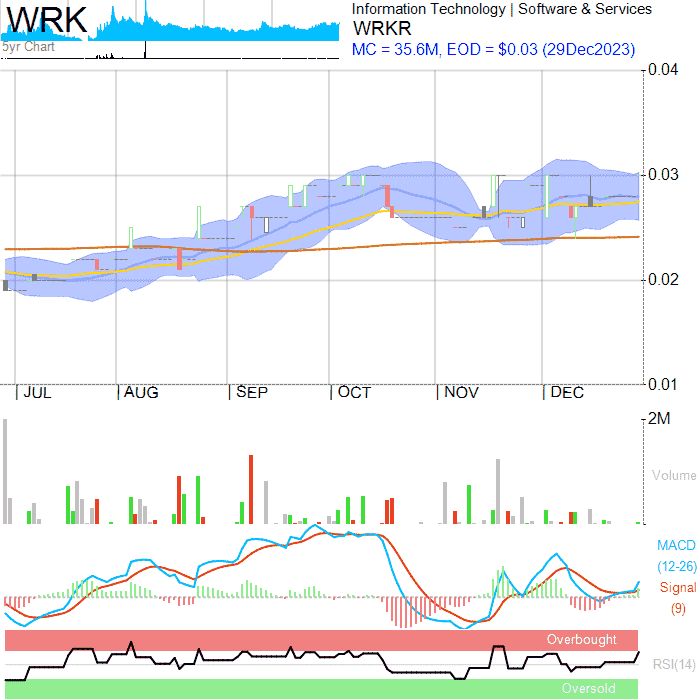 WRK
5yr Chart
Information Technology | Software & Services
WRKR
MC = 35.6M, EOD = $0.03 (29Dec2023)
0.04
0.03
0.02
0.01
|JUL |AUG |SEP |OCT |NOV |DEC
2M
Volume
MACD
(12-26)
Signal
(9)
Overbought
RSI(14)
Oversold